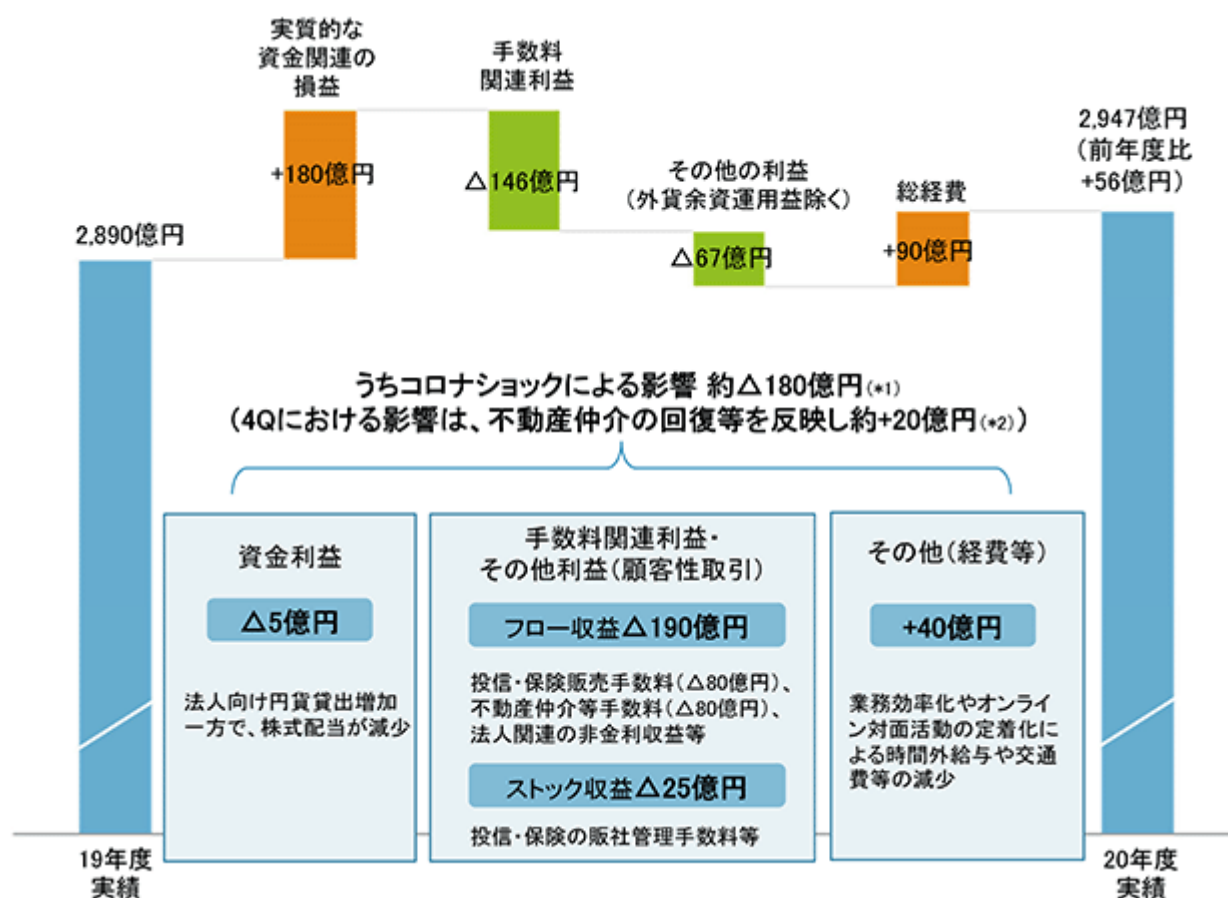 実質的な
資金関連の
損益
+180億円
手数料
関連利益
△146億円
その他の利益
(外貨余資運用益除く)
△67億円
総経費
+90億円
2,947億円
(前年度比
+56億円)
2,890億円
うちコロナショックによる影響 約△180億円(*1)
(4Qにおける影響は、不動産仲介の回復等を反映し約+20億円(*2))
資金利益
△5億円
法人向け円貨貸出増加
一方で、株式配当が減少
手数料関連利益・
その他利益(顧客性取引)
フロー収益△190億円
投信・保険販売手数料(△80億円)、
不動産仲介等手数料(△80億円)、
法人関連の非金利収益等
ストック収益△25億円
投信・保険の販社管理手数料等
その他(経費等)
+40億円
業務効率化やオンライ
ン対面活動の定着化に
よる時間外給与や交通
費等の減少
19年度
実績
20年度
実績